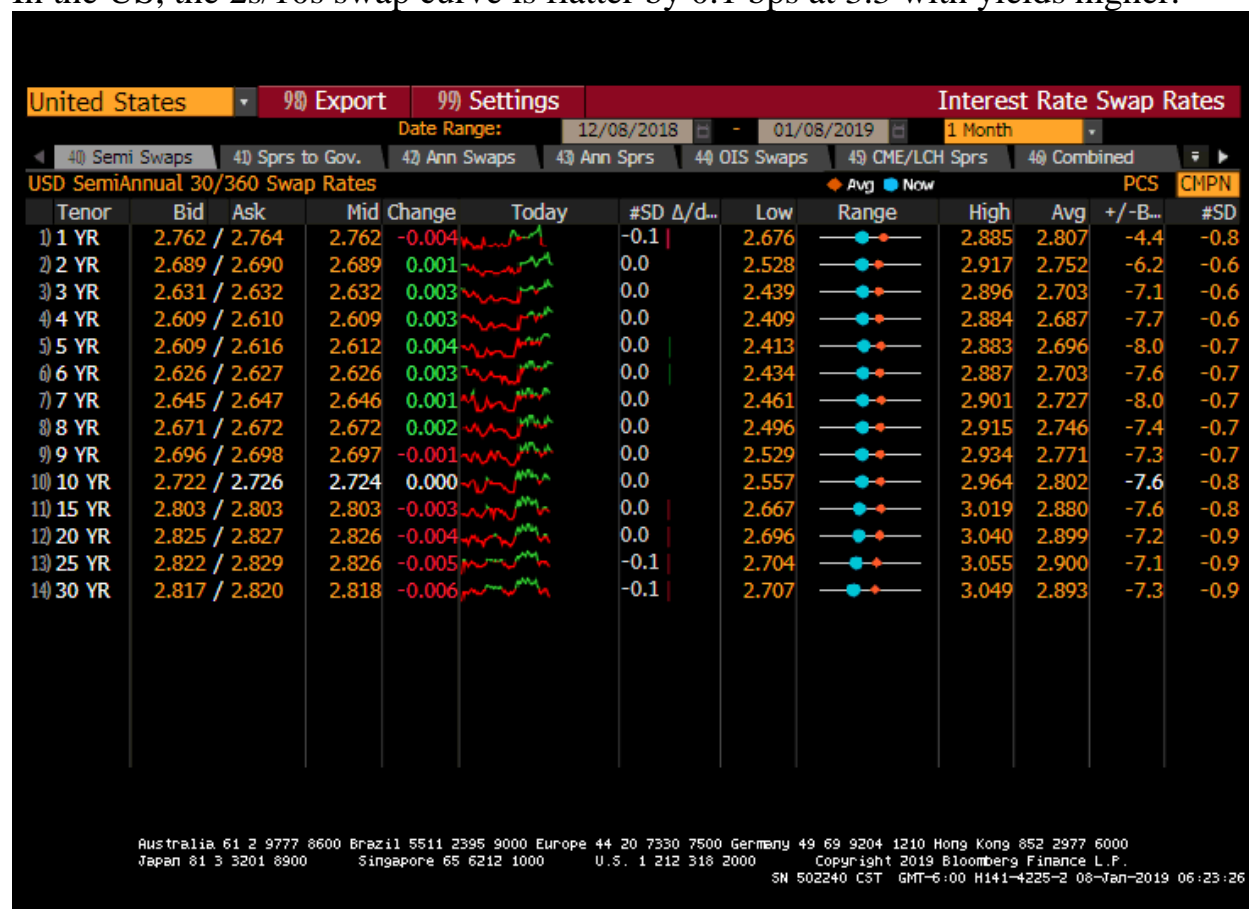 In the US, the 2s/10s swap curve is flatter by 0.1 bps at 3.5 with yields higher.
United States 98) Export 99) Settings Interest Rate Swap Rates
Date Range: 12/08/2018 - 01/08/2019 1 Month
40) Semi Swaps 41) Sprs to Gov. 42) Ann Swaps 43) Ann Sprs 44) OIS Swaps 45) CME/LCH Sprs 46) Combined
USD SemiAnnual 30/360 Swap Rates Avg Now PCS CMPN
Tenor Bid Ask Mid Change Today #SD Δ/d... Low Range High Avg +/-B... #SD
1) 1 YR 2.762 / 2.764 2.762 -0.004 -0.1 2.676 2.885 2.807 -4.4 -0.8
2) 2 YR 2.689 / 2.690 2.689 0.001 0.0 2.528 2.917 2.752 -6.2 -0.6
3) 3 YR 2.631 / 2.632 2.632 0.003 0.0 2.439 2.896 2.703 -7.1 -0.6
4) 4 YR 2.609 / 2.610 2.609 0.003 0.0 2.409 2.884 2.687 -7.7 -0.6
5) 5 YR 2.609 / 2.616 2.612 0.004 0.0 2.413 2.883 2.696 -8.0 -0.7
6) 6 YR 2.626 / 2.627 2.626 0.003 0.0 2.434 2.887 2.703 -7.6 -0.7
7) 7 YR 2.645 / 2.647 2.646 0.001 0.0 2.461 2.901 2.727 -8.0 -0.7
8) 8 YR 2.671 / 2.672 2.672 0.002 0.0 2.496 2.915 2.746 -7.4 -0.7
9) 9 YR 2.696 / 2.698 2.697 -0.001 0.0 2.529 2.934 2.771 -7.3 -0.7
10) 10 YR 2.722 / 2.726 2.724 0.000 0.0 2.557 2.964 2.802 -7.6 -0.8
11) 15 YR 2.803 / 2.803 2.803 -0.003 0.0 2.667 3.019 2.880 -7.6 -0.8
12) 20 YR 2.825 / 2.827 2.826 -0.004 0.0 2.696 3.040 2.899 -7.2 -0.9
13) 25 YR 2.822 / 2.829 2.826 -0.005 -0.1 2.704 3.055 2.900 -7.1 -0.9
14) 30 YR 2.817 / 2.820 2.818 -0.006 -0.1 2.707 3.049 2.893 -7.3 -0.9
Australia 61 2 9777 8600 Brazil 5511 2395 9000 Europe 44 20 7330 7500 Germany 49 69 9204 1210 Hong Kong 852 2977 6000
Japan 81 3 3201 8900 Singapore 65 6212 1000 U.S. 1 212 318 2000 Copyright 2019 Bloomberg Finance L.P.
SN 502240 CST GMT-6:00 H141-4225-2 08-Jan-2019 06:23:26